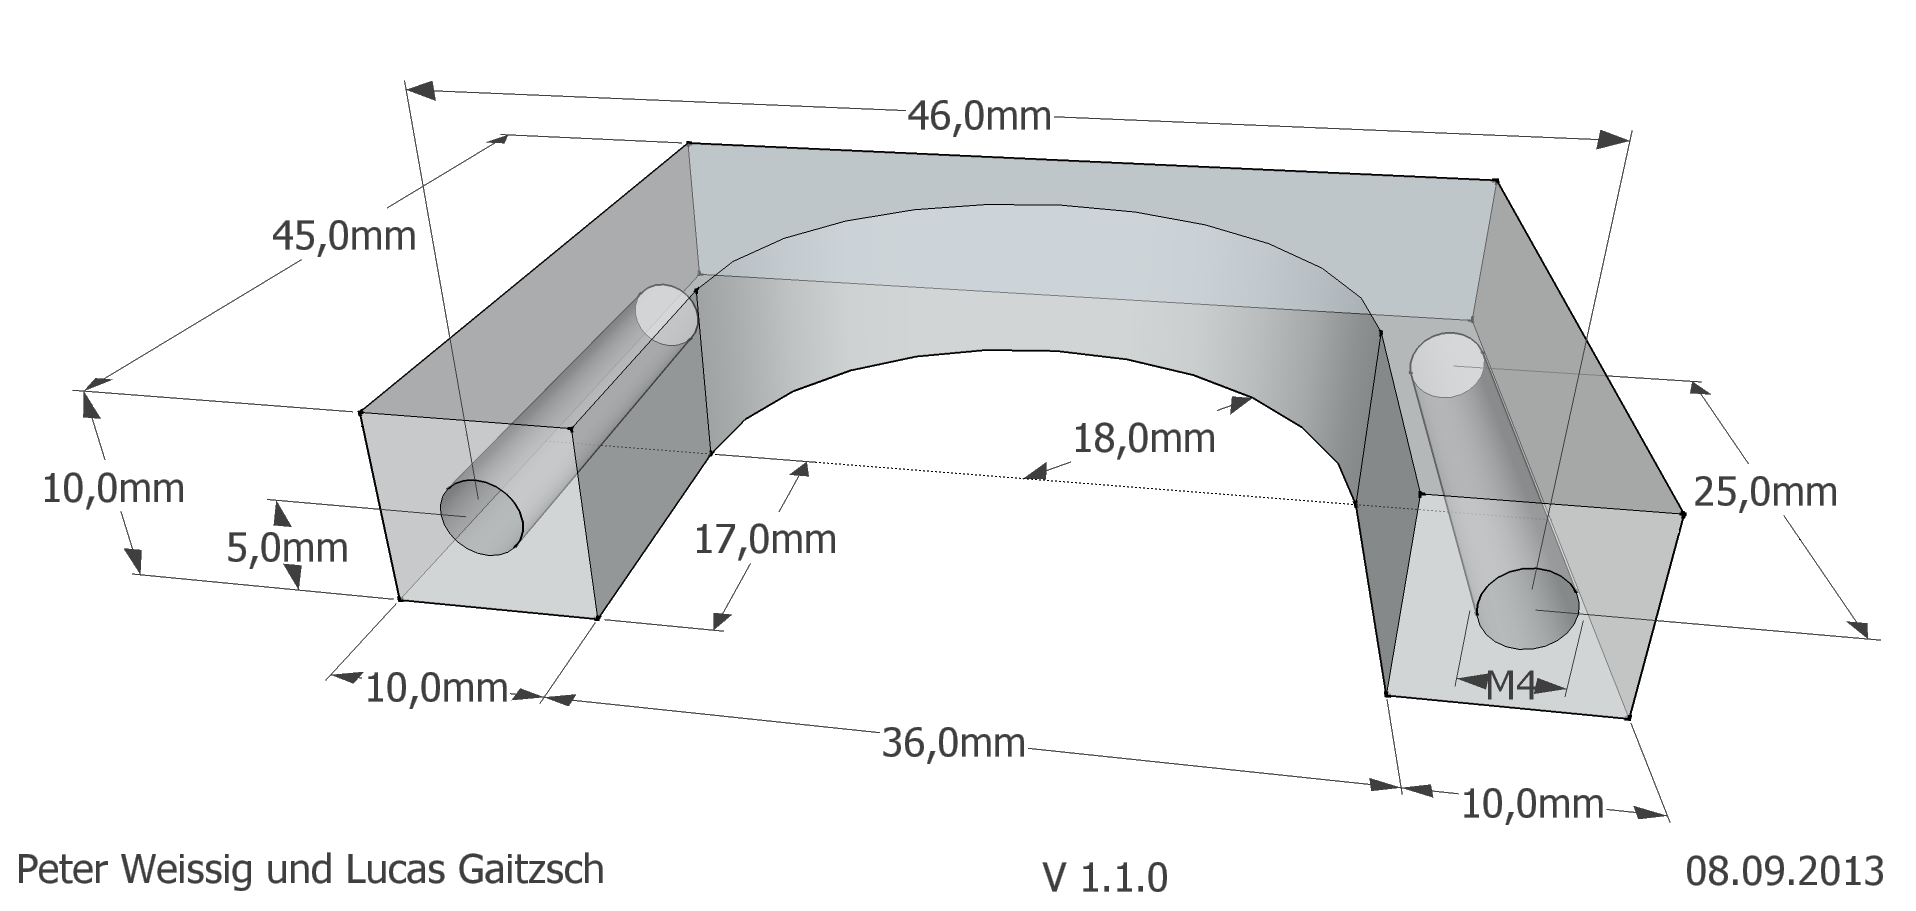 46,0mm
45,0mm
18,0mm
10,0mm
25,0mm
5,0mm
17,0mm
10,0mm
M4
36,0mm
10,0mm
Peter Weissig und Lucas Gaitzsch
V 1.1.0
08.09.2013